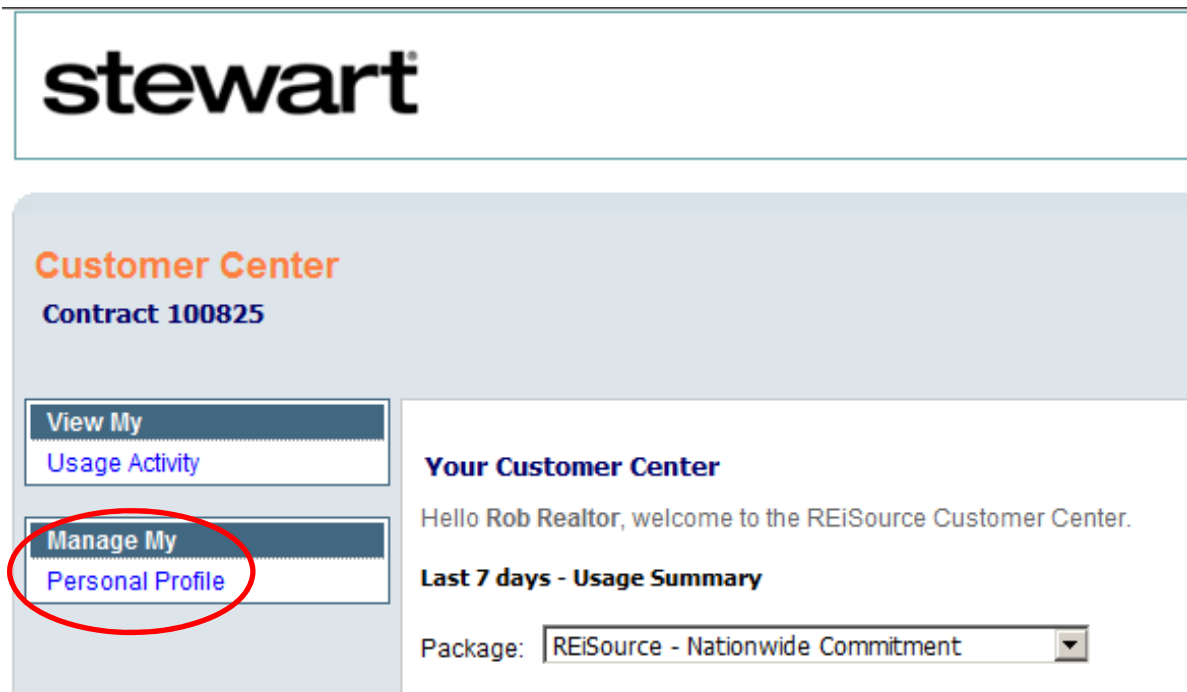 stewart®
Customer Center
Contract 100825
View My
Usage Activity
Manage My
Personal Profile
Your Customer Center
Hello Rob Realtor, welcome to the REiSource Customer Center.
Last 7 days - Usage Summary
Package: REiSource - Nationwide Commitment